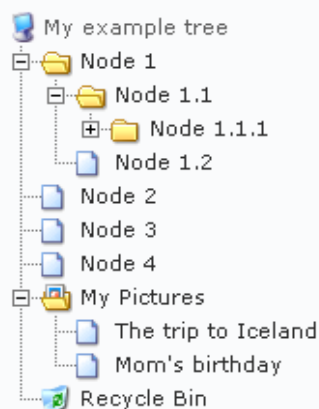 My example tree
Node 1
Node 1.1
Node 1.1.1
Node 1.2
Node 2
Node 3
Node 4
My Pictures
The trip to Iceland
Mom's birthday
Recycle Bin